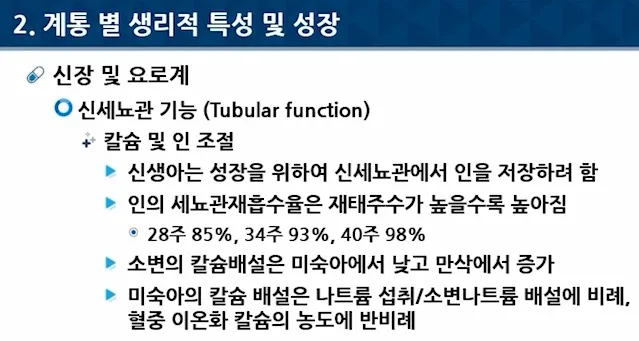 2. 계통 별 생리적 특성 및 성장
신장 및 요로계
신세뇨관 기능 (Tubular function)
칼슘 및 인 조절
신생아는 성장을 위하여 신세뇨관에서 인을 저장하려 함
인의 세뇨관재흡수율은 재태주수가 높을수록 높아짐
28주 85%, 34주 93%, 40주 98%
소변의 칼슘배설은 미숙아에서 낮고 만삭에서 증가
미숙아의 칼슘 배설은 나트륨 섭취/소변나트륨 배설에 비례,
혈중 이온화 칼슘의 농도에 반비례